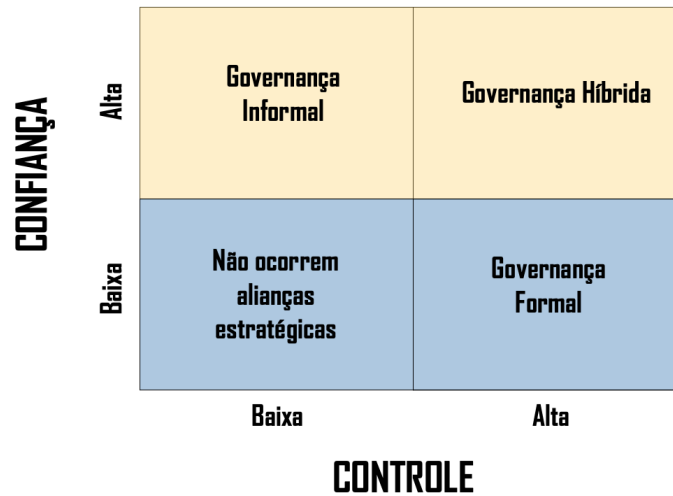 CONFIANÇA
Alta
Governança
Informal
Governança Híbrida
Baixa
Não ocorrem
alianças
estratégicas
Governança
Formal
Baixa
Alta
CONTROLE